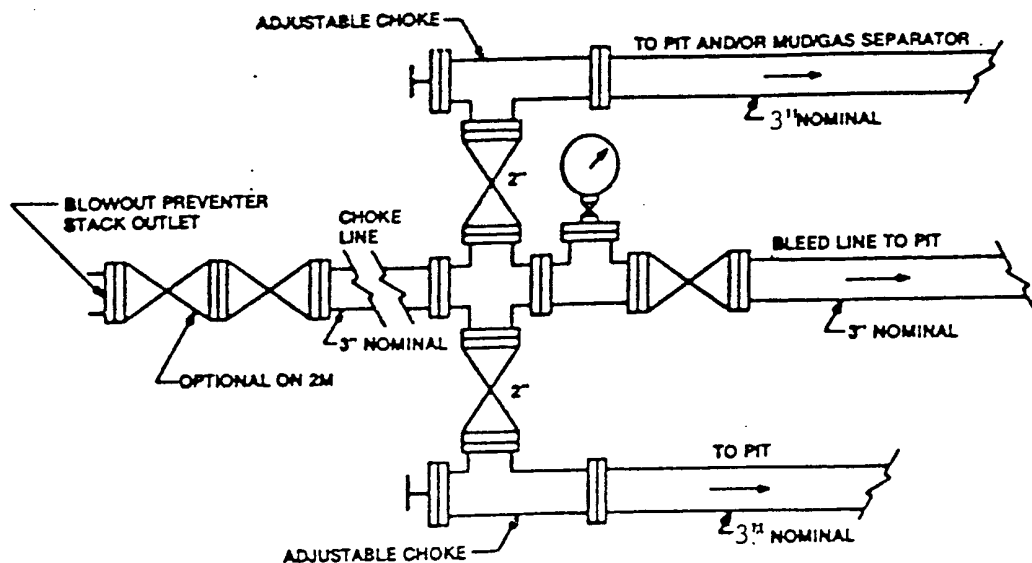 ADJUSTABLE CHOKE
TO PIT AND/OR MUD/GAS SEPARATOR
3" NOMINAL
2"
BLOWOUT PREVENTER
STACK OUTLET
CHOKE
LINE
BLEED LINE TO PIT
3" NOMINAL
3" NOMINAL
OPTIONAL ON 2M
2"
TO PIT
3" NOMINAL
ADJUSTABLE CHOKE